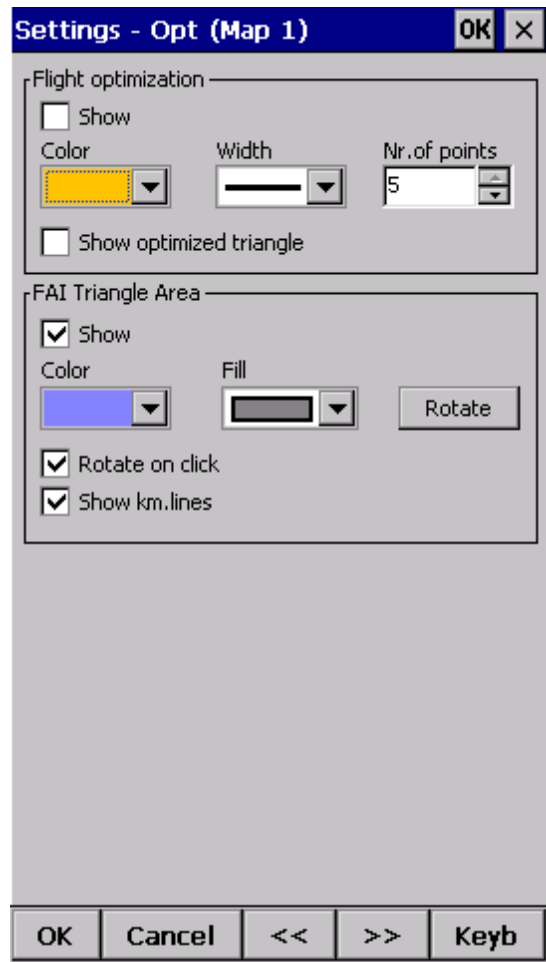 Settings - Opt (Map 1) OK
Flight optimization
Show
Color Width Nr.of points
5
Show optimized triangle
FAI Triangle Area
Show
Color Fill
Rotate
Rotate on click
Show km.lines
OK Cancel << >> Keyb